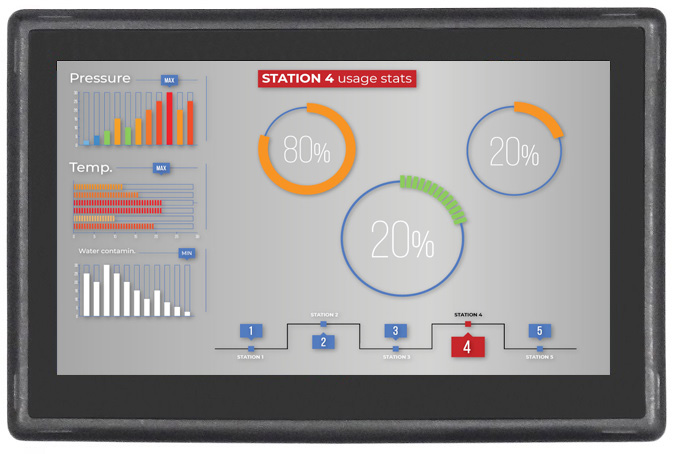 Pressure
MAX
STATION 4 usage stats
80%
20%
Temp.
MAX
20%
Water contamin.
MIN
STATION 2
STATION 4
1
2
3
4
5
STATION 1
STATION 3
STATION 5